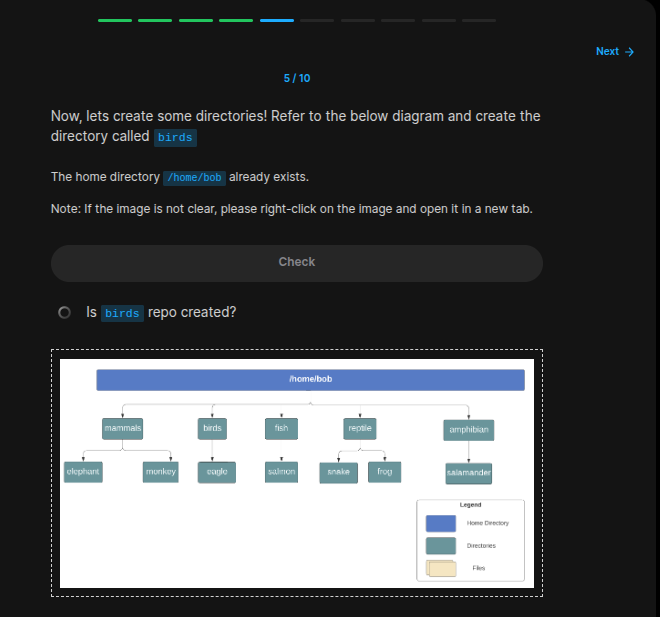 Next →
5 / 10
Now, lets create some directories! Refer to the below diagram and create the
directory called birds
The home directory /home/bob already exists.
Note: If the image is not clear, please right-click on the image and open it in a new tab.
Check
Is birds repo created?
/home/bob
mammals birds fish reptile amphibian
elephant monkey eagle salmon snake frog salamander
Legend
Home Directory
Directories
Files